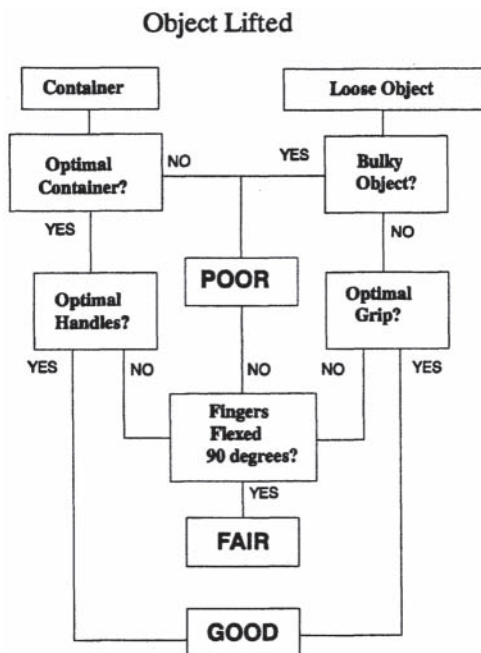 Object Lifted
Container
Loose Object
Optimal
Container?
NO
YES
Bulky
Object?
YES
NO
Optimal
Handles?
POOR
Optimal
Grip?
YES
NO
NO
NO
YES
Fingers
Flexed
90 degrees?
YES
FAIR
GOOD